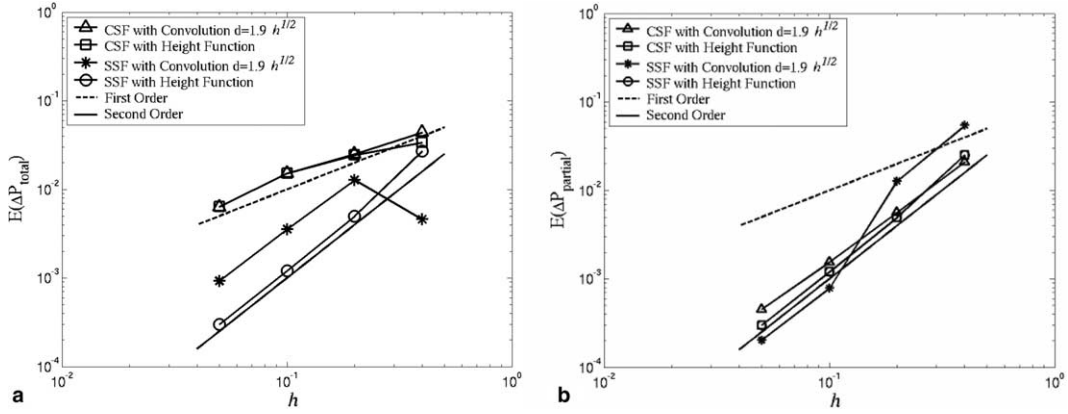 10⁰
10⁻¹
10⁻²
10⁻³
10⁻⁴
E(ΔP_total)
CSF with Convolution d=1.9 h^1/2
CSF with Height Function
SSF with Convolution d=1.9 h^1/2
SSF with Height Function
First Order
Second Order
10⁻² 10⁻¹ 10⁰
a h
10⁰
10⁻¹
10⁻²
10⁻³
10⁻⁴
E(ΔP_partial)
CSF with Convolution d=1.9 h^1/2
CSF with Height Function
SSF with Convolution d=1.9 h^1/2
SSF with Height Function
First Order
Second Order
10⁻² 10⁻¹ 10⁰
b h